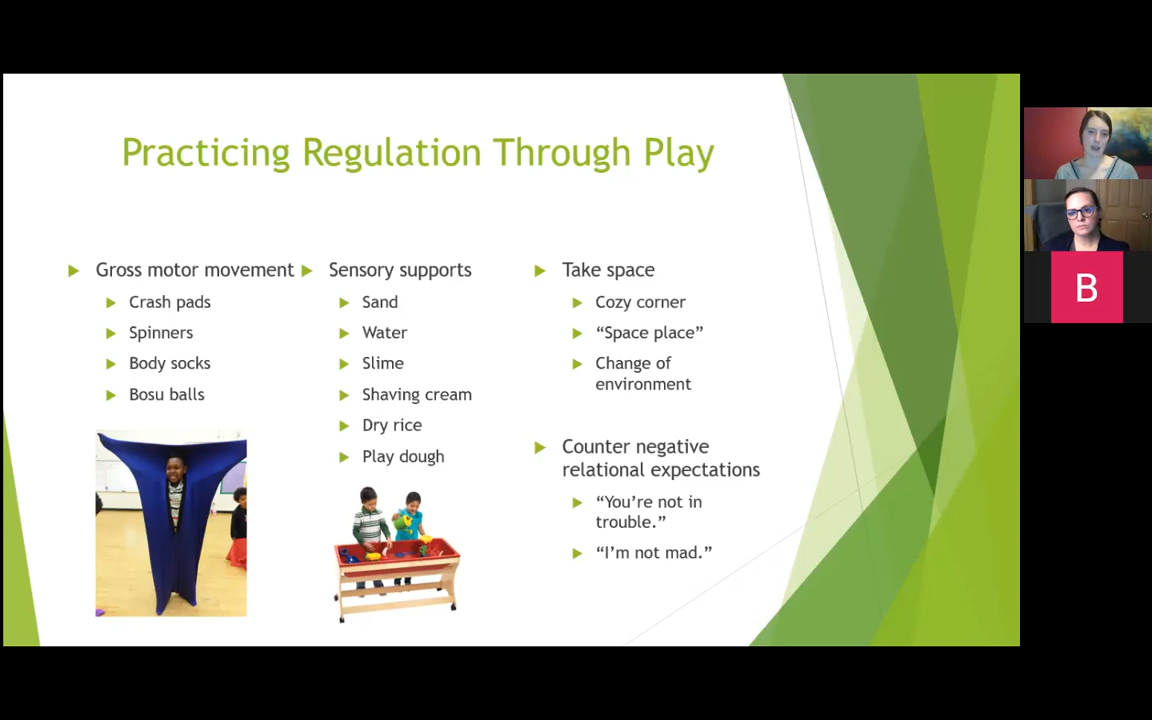 Practicing Regulation Through Play
Gross motor movement
Crash pads
Spinners
Body socks
Bosu balls
Sensory supports
Sand
Water
Slime
Shaving cream
Dry rice
Play dough
Take space
Cozy corner
“Space place”
Change of
environment
Counter negative
relational expectations
“You’re not in
trouble.”
“I’m not mad.”
B